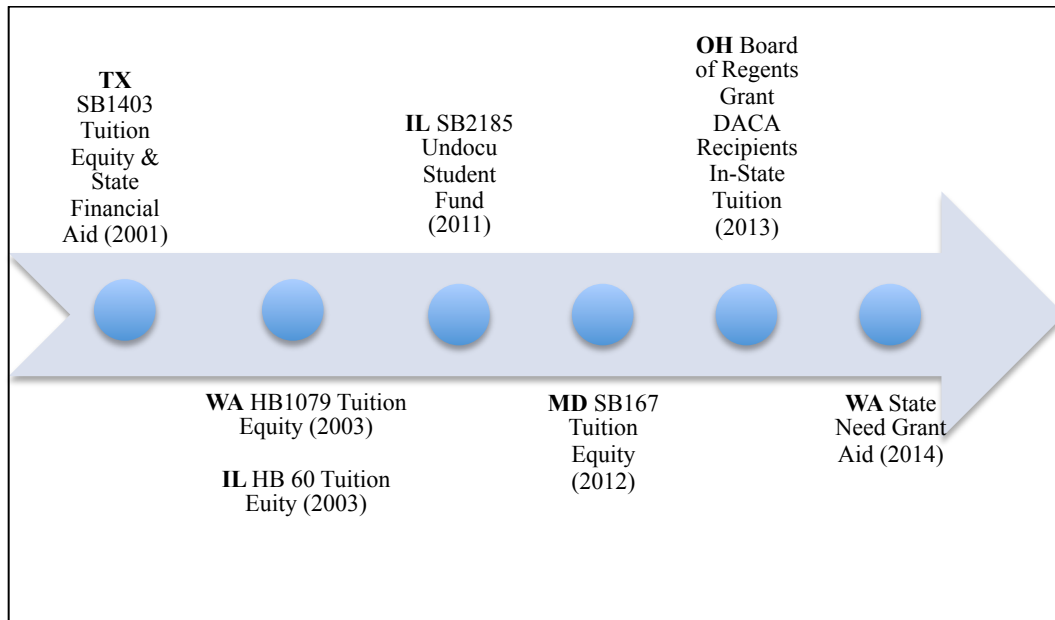 TX
SB1403
Tuition
Equity &
State
Financial
Aid (2001)
WA HB1079 Tuition
Equity (2003)
IL HB 60 Tuition
Euity (2003)
IL SB2185
Undocu
Student
Fund
(2011)
MD SB167
Tuition
Equity
(2012)
OH Board
of Regents
Grant
DACA
Recipients
In-State
Tuition
(2013)
WA State
Need Grant
Aid (2014)